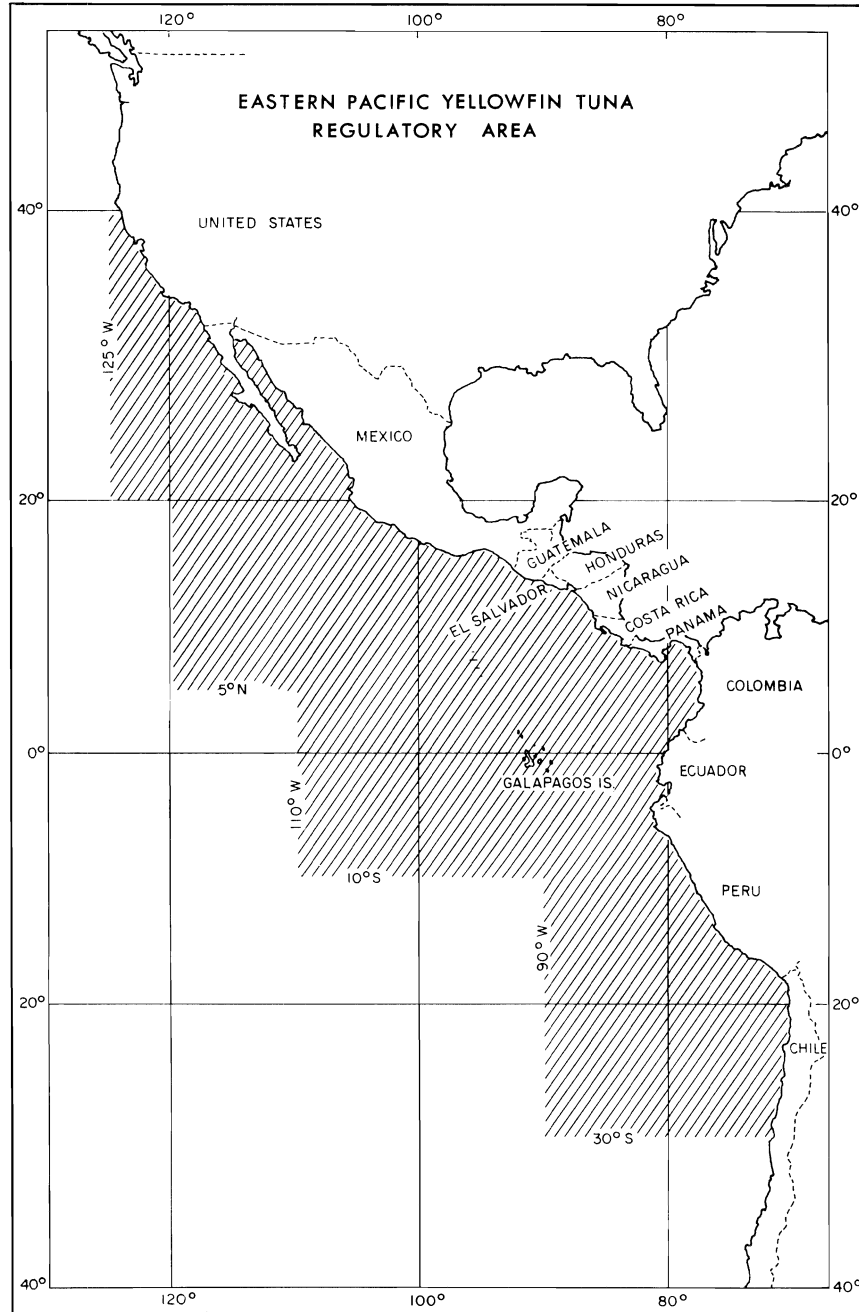 120°
100°
80°
EASTERN PACIFIC YELLOWFIN TUNA
REGULATORY AREA
40°
40°
UNITED STATES
125° W
MEXICO
20°
20°
GUATEMALA
HONDURAS
NICARAGUA
EL SALVADOR
COSTA RICA
PANAMA
5°N
COLOMBIA
0°
0°
ECUADOR
GALAPAGOS IS.
110° W
10°S
PERU
90° W
20°
20°
CHILE
30°S
40°
40°
120°
100°
80°